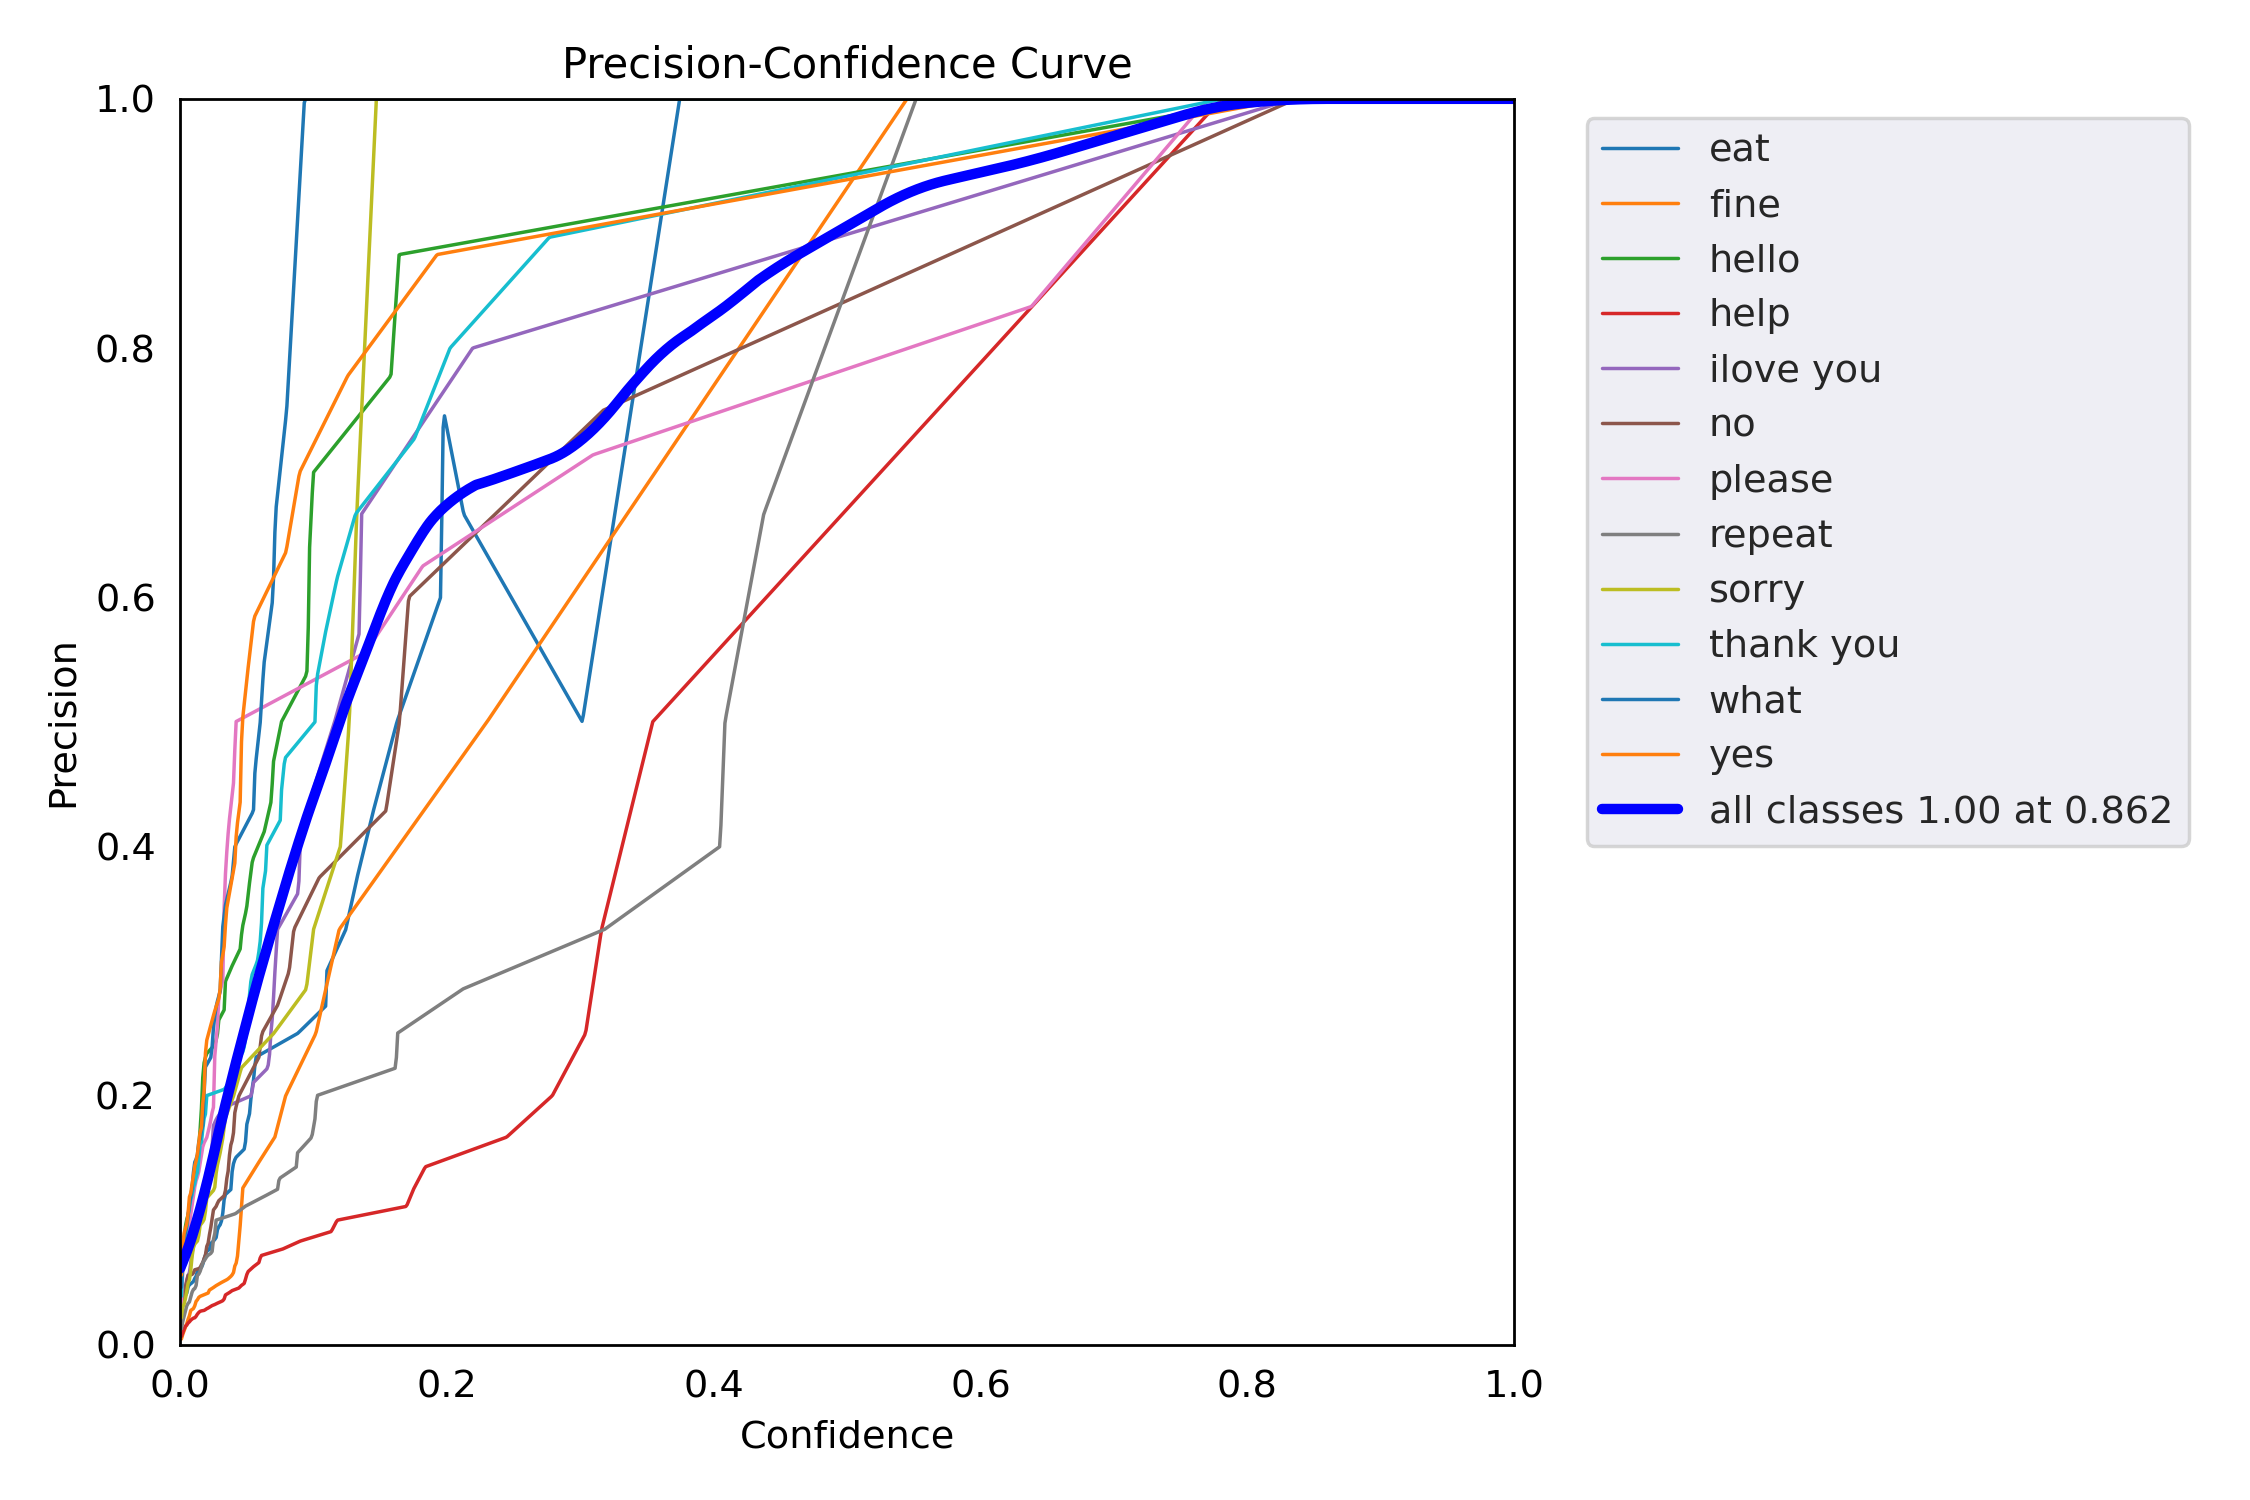 Precision-Confidence Curve
1.0
0.8
0.6
0.4
0.2
0.0
Precision
0.0 0.2 0.4 0.6 0.8 1.0
Confidence
eat
fine
hello
help
ilove you
no
please
repeat
sorry
thank you
what
yes
all classes 1.00 at 0.862